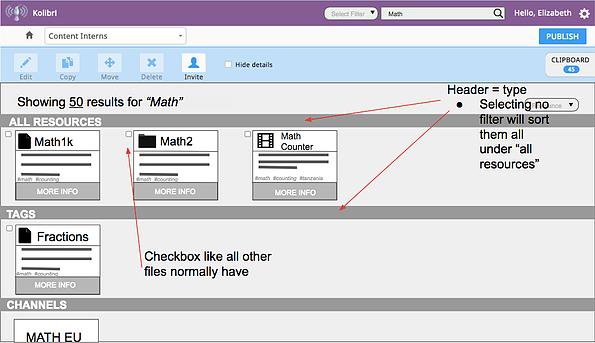 Kolibri
Select Filter
Math
Hello, Elizabeth
Content Interns
PUBLISH
Edit
Copy
Move
Delete
Invite
Hide details
CLIPBOARD
45
Showing 50 results for “Math”
Header = type
• Selecting no
filter will sort
them all
under “all
resources”
ALL RESOURCES
Math1k
Math2
Math
Counter
#math #counting
#math #counting
#math #counting #tanzania
MORE INFO
MORE INFO
MORE INFO
TAGS
Fractions
#math #counting
MORE INFO
Checkbox like all other
files normally have
CHANNELS
MATH EU